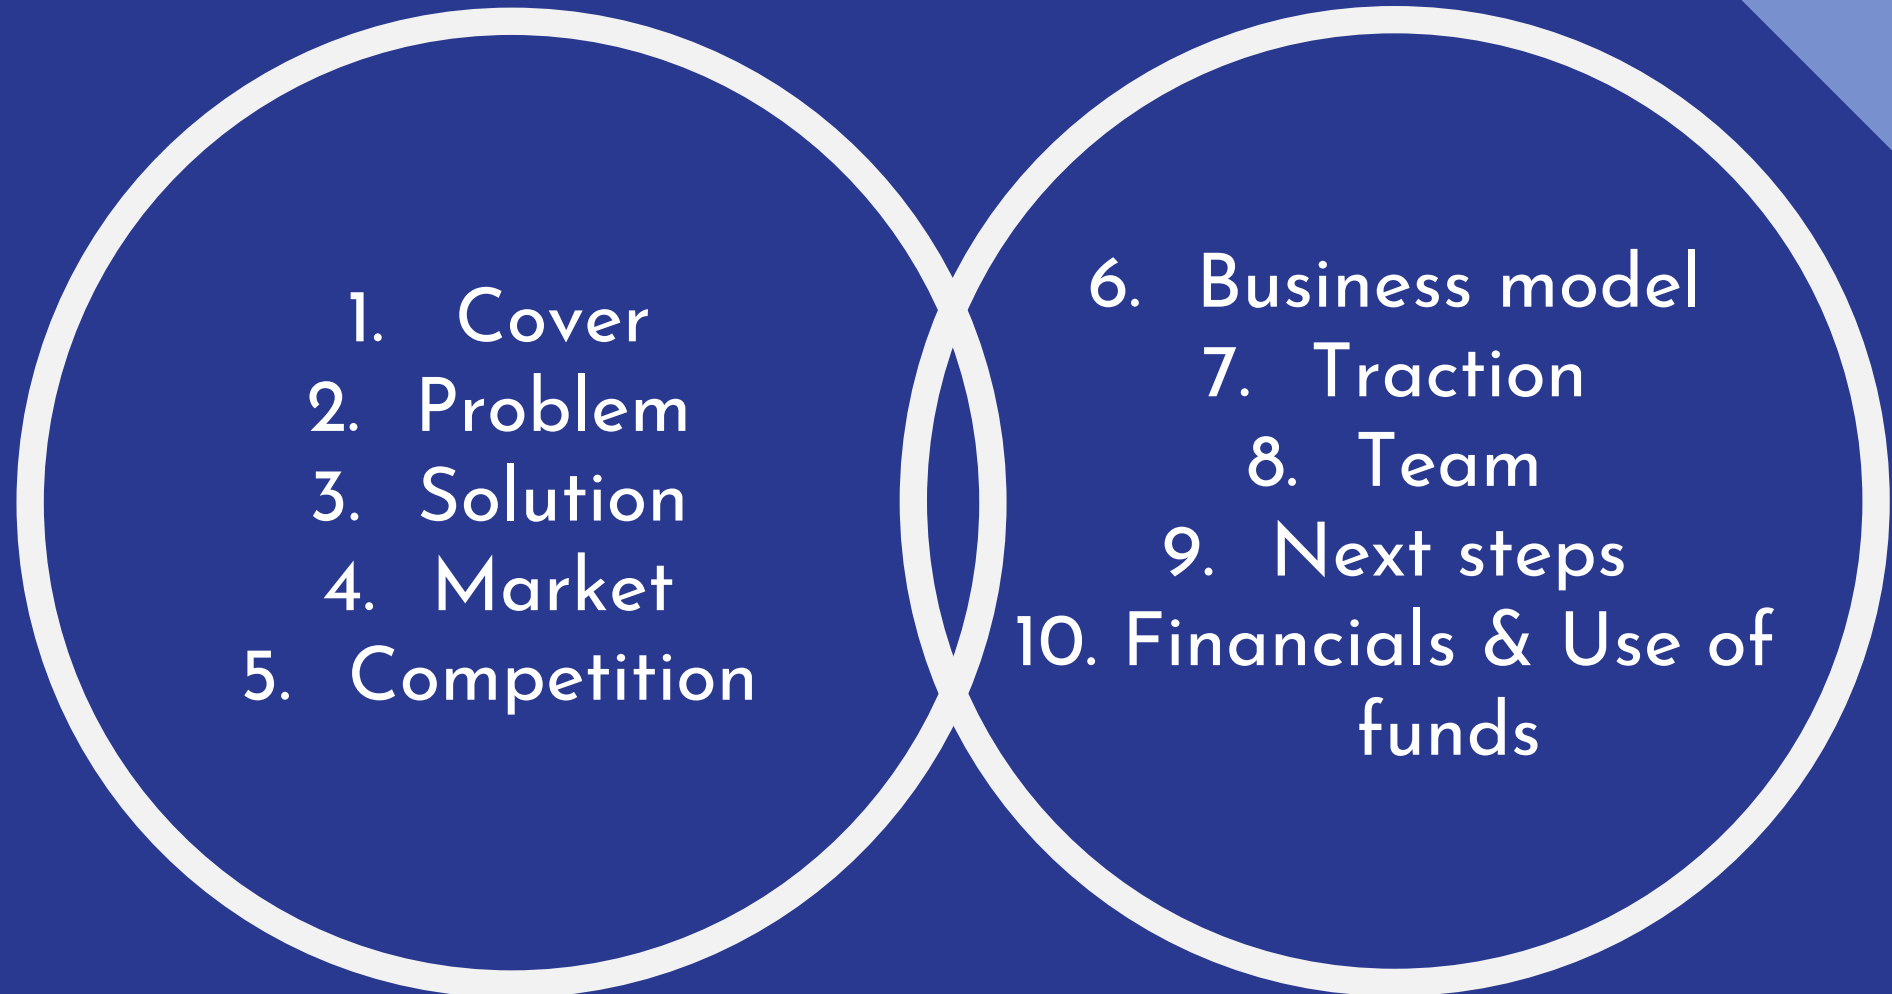 1. Cover
2. Problem
3. Solution
4. Market
5. Competition
6. Business model
7. Traction
8. Team
9. Next steps
10. Financials & Use of
funds